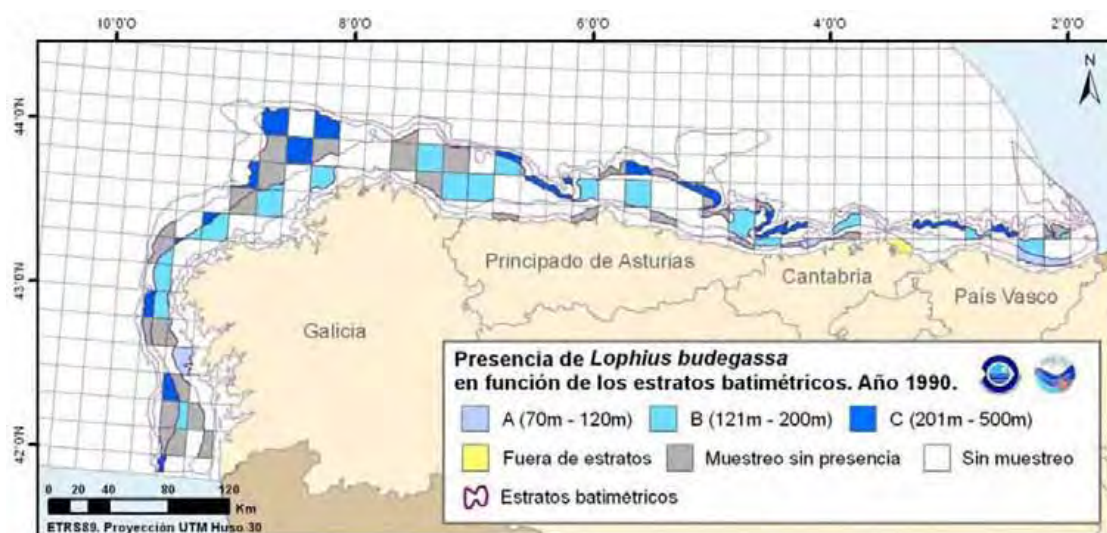 10°0'O 8°0'O 6°0'O 4°0'O 2°0'O
N
44°0'N
43°0'N
42°0'N
Principado de Asturias
Cantabria
País Vasco
Galicia
Presencia de Lophius budegassa
en función de los estratos batimétricos. Año 1990.
A (70m - 120m) B (121m - 200m) C (201m - 500m)
Fuera de estratos Muestreo sin presencia Sin muestreo
Estratos batimétricos
0 20 40 80 120
Km
ETRS89. Proyección UTM Huso 30